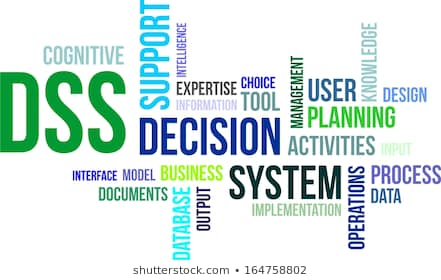 COGNITIVE
SUPPORT
INTELLIGENCE
DSS
EXPERTISE
CHOICE
INFORMATION
TOOL
DECISION
MANAGEMENT
USER
KNOWLEDGE
DESIGN
PLANNING
ACTIVITIES
INPUT
INTERFACE
MODEL
BUSINESS
DOCUMENTS
DATABASE
OUTPUT
SYSTEM
IMPLEMENTATION
OPERATIONS
PROCESS
DATA
shutterstock.com • 164758802